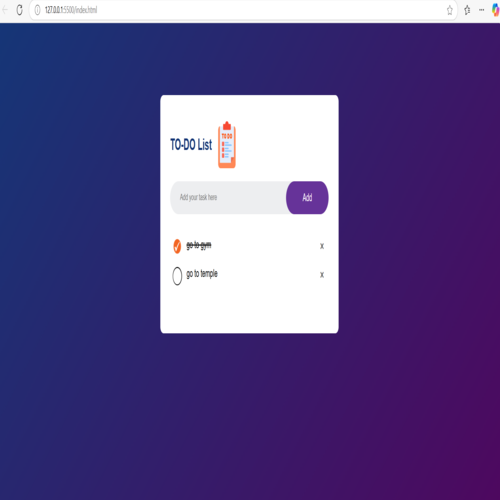 127.0.0.1:5500/index.html
TO-DO List
TO DO
Add your task here
Add
go to gym
x
go to temple
x